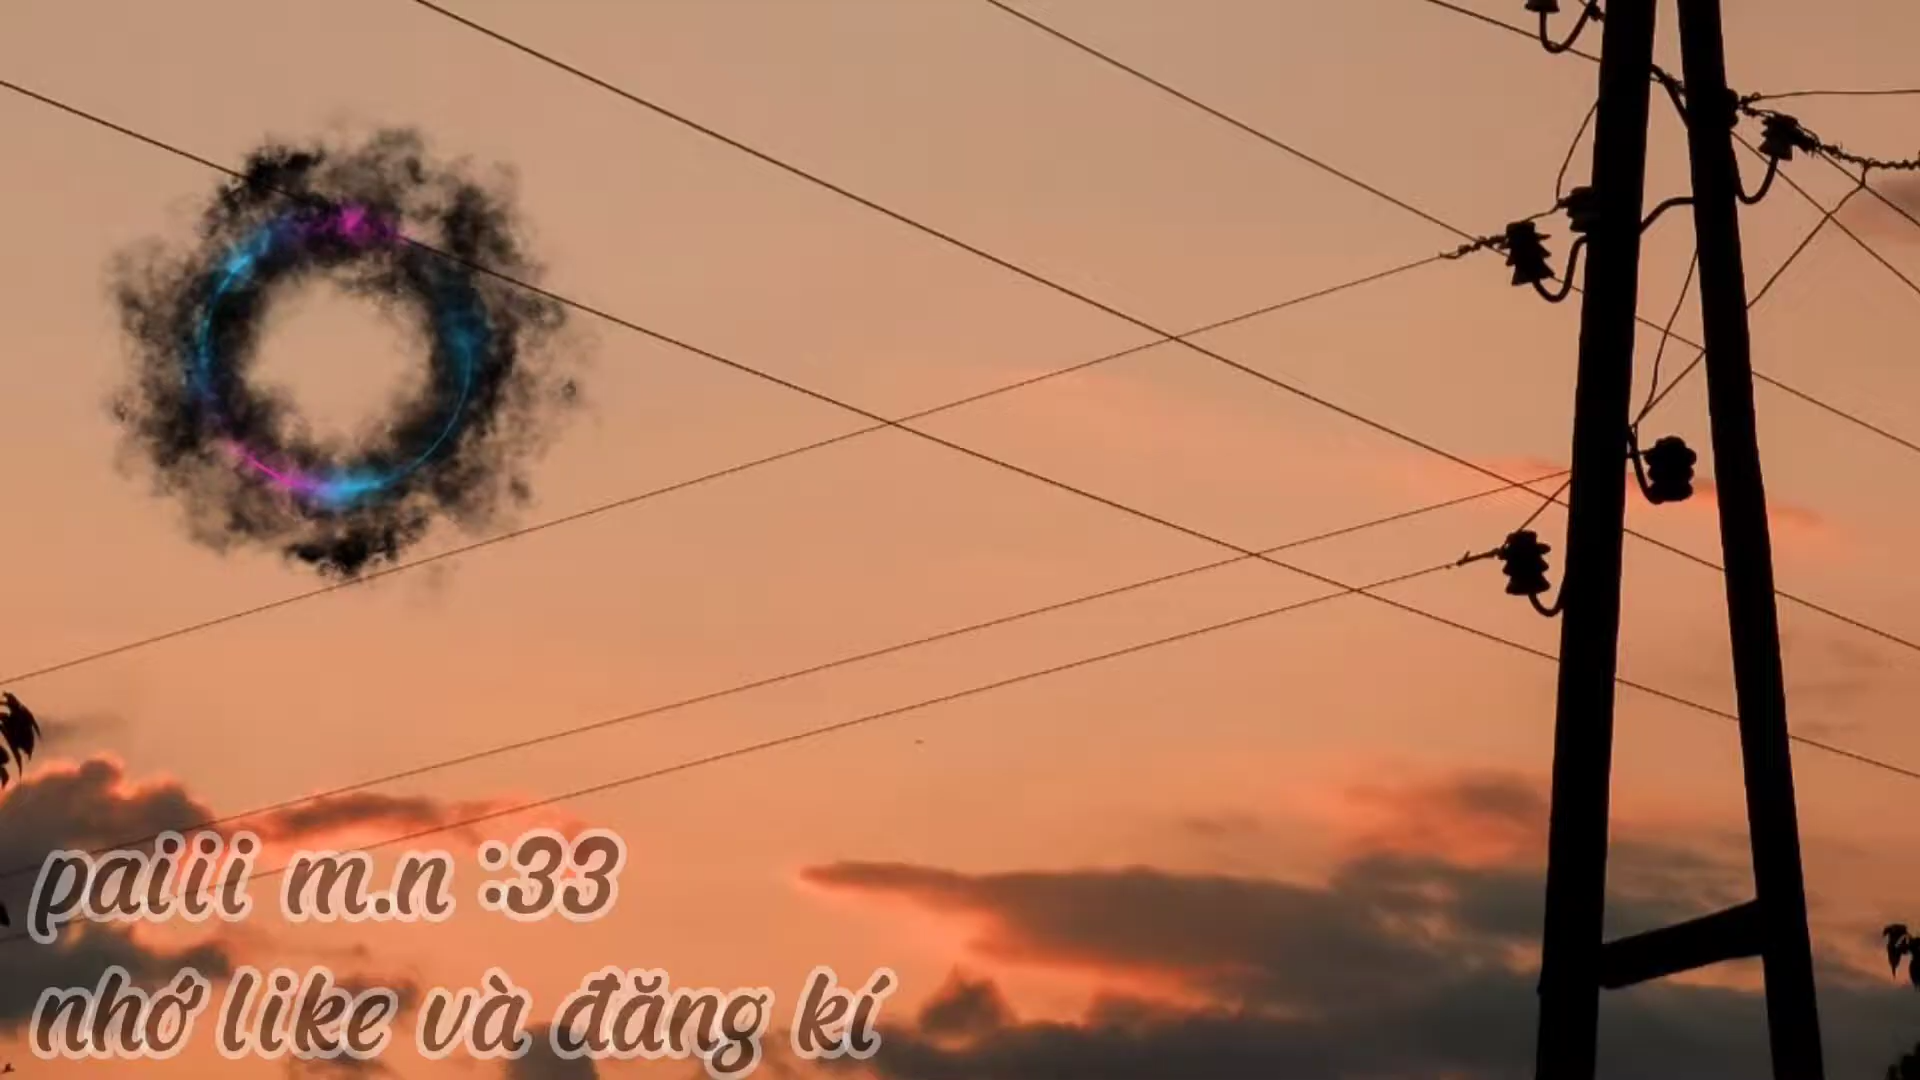 paiii m.n :33
nhớ like và đăng kí